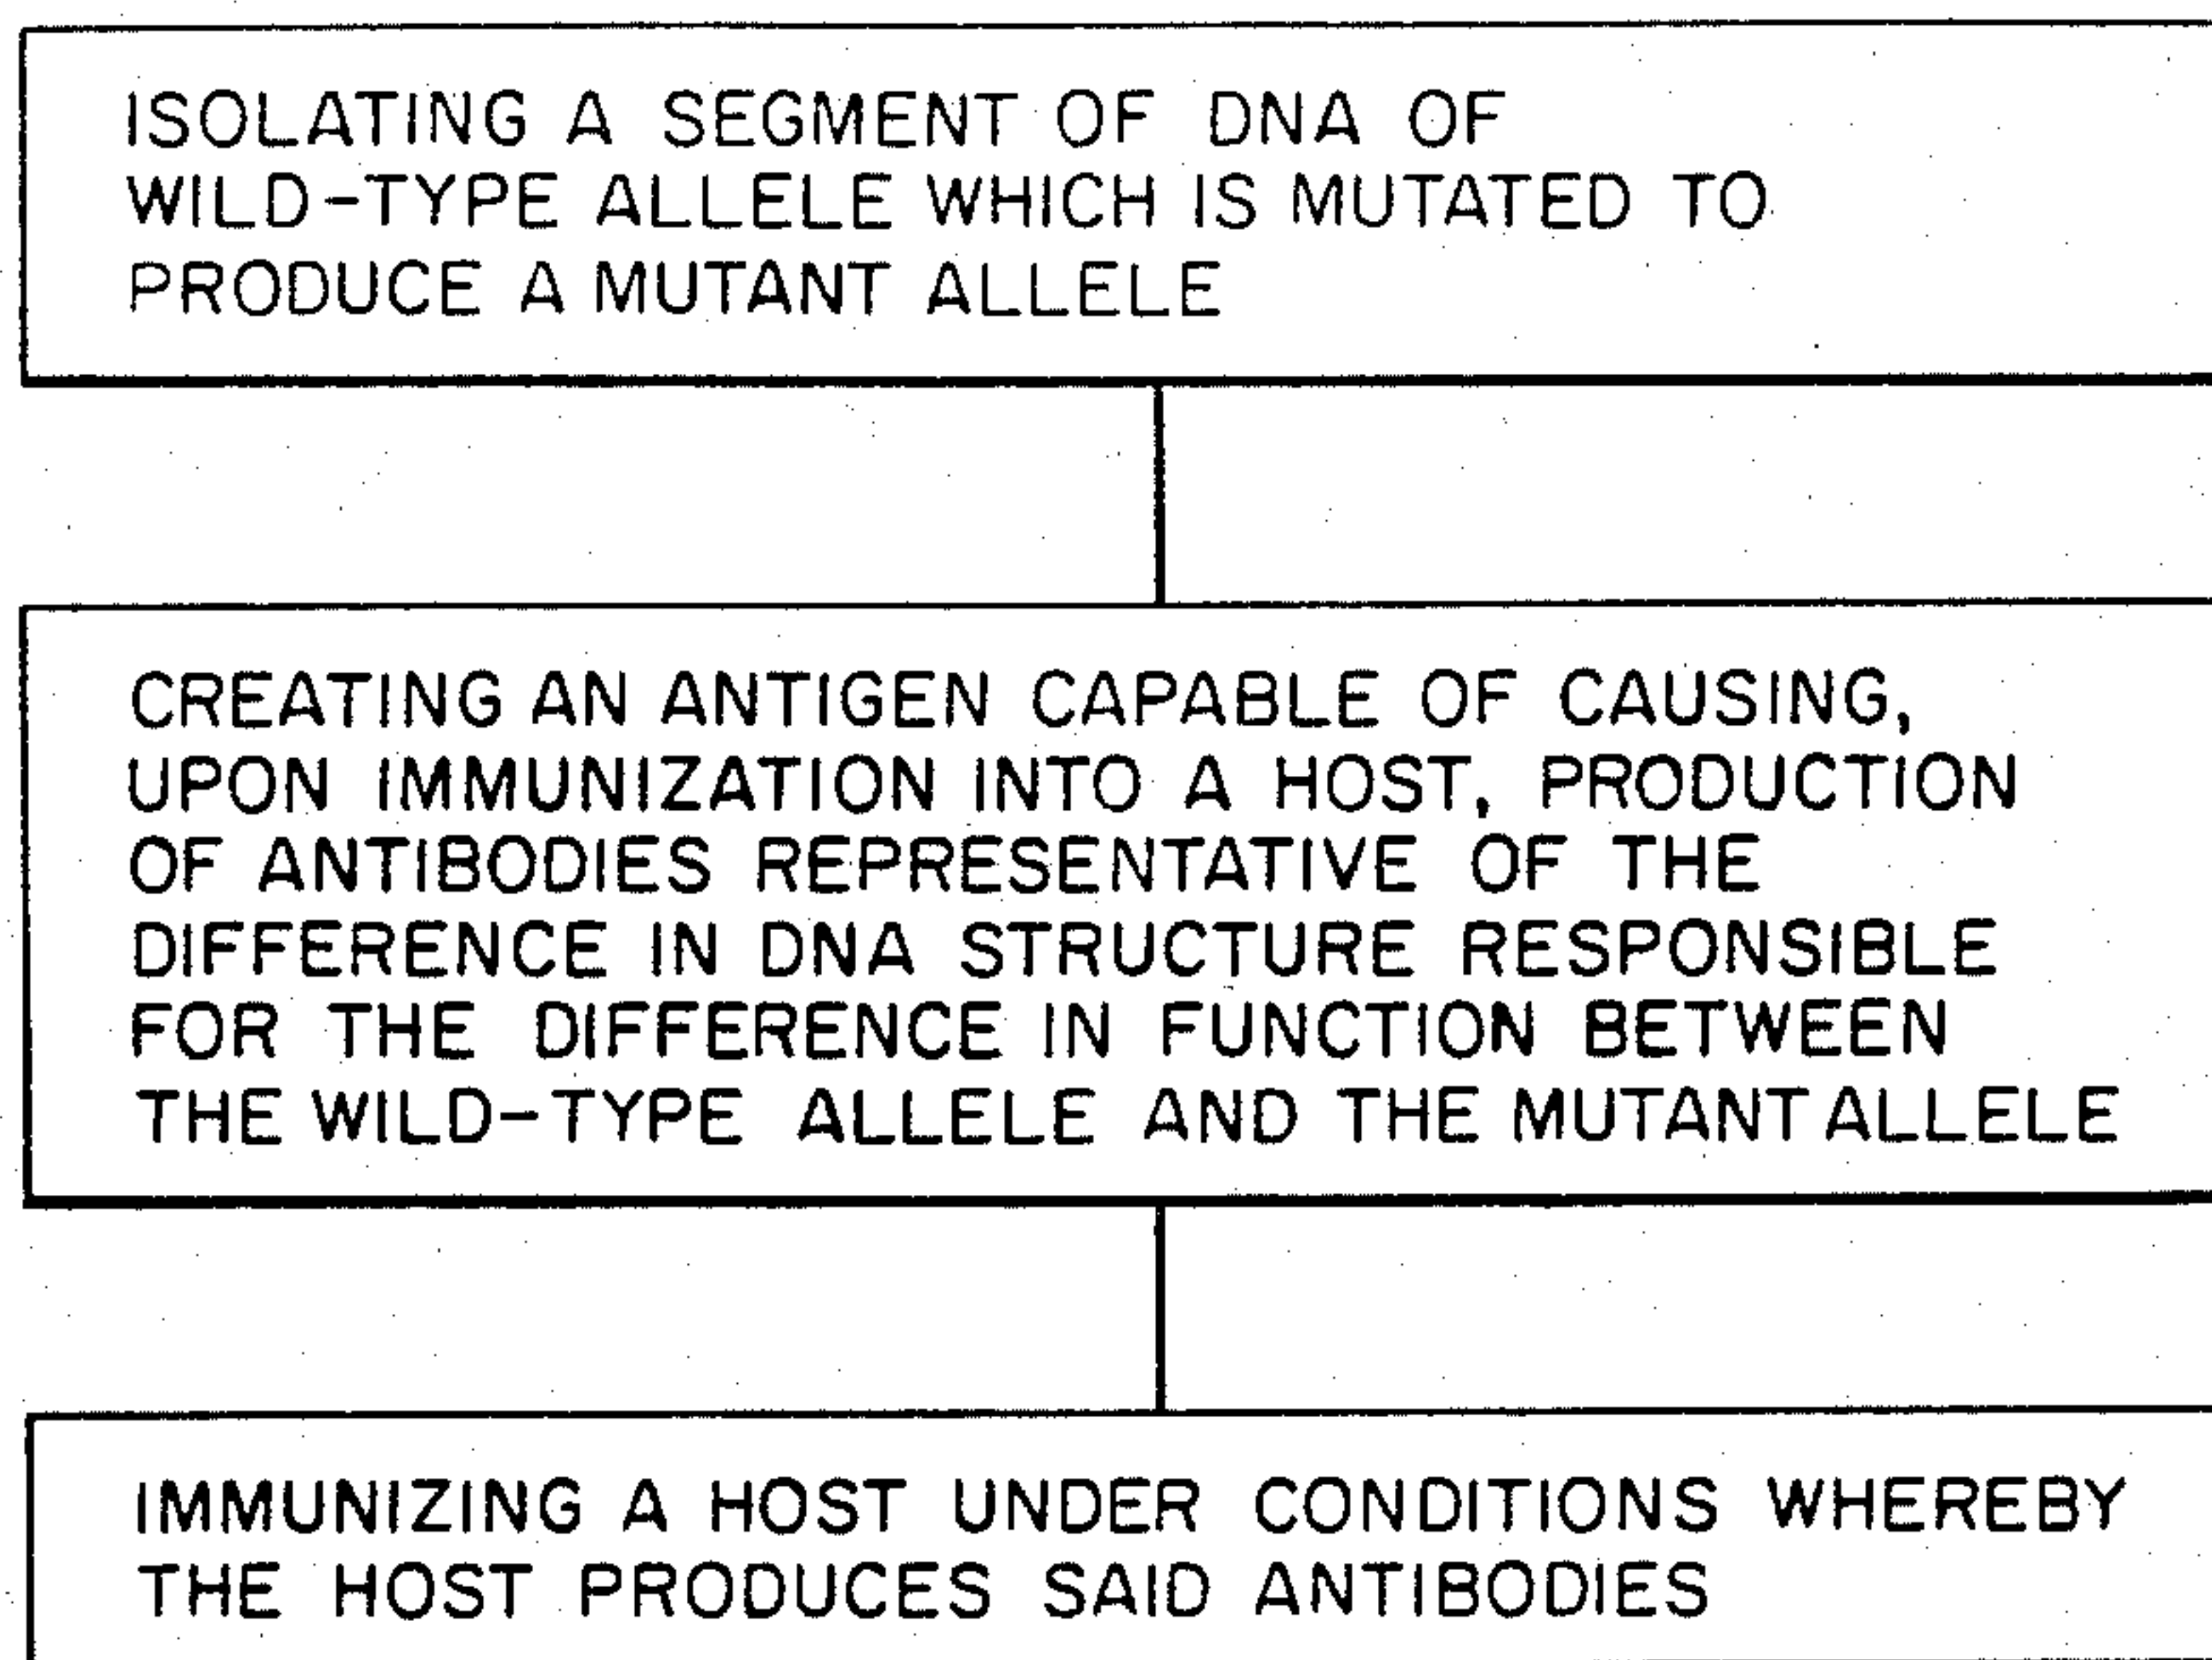 ISOLATING A SEGMENT OF DNA OF
WILD-TYPE ALLELE WHICH IS MUTATED TO
PRODUCE A MUTANT ALLELE
CREATING AN ANTIGEN CAPABLE OF CAUSING,
UPON IMMUNIZATION INTO A HOST, PRODUCTION
OF ANTIBODIES REPRESENTATIVE OF THE
DIFFERENCE IN DNA STRUCTURE RESPONSIBLE
FOR THE DIFFERENCE IN FUNCTION BETWEEN
THE WILD-TYPE ALLELE AND THE MUTANT ALLELE
IMMUNIZING A HOST UNDER CONDITIONS WHEREBY
THE HOST PRODUCES SAID ANTIBODIES